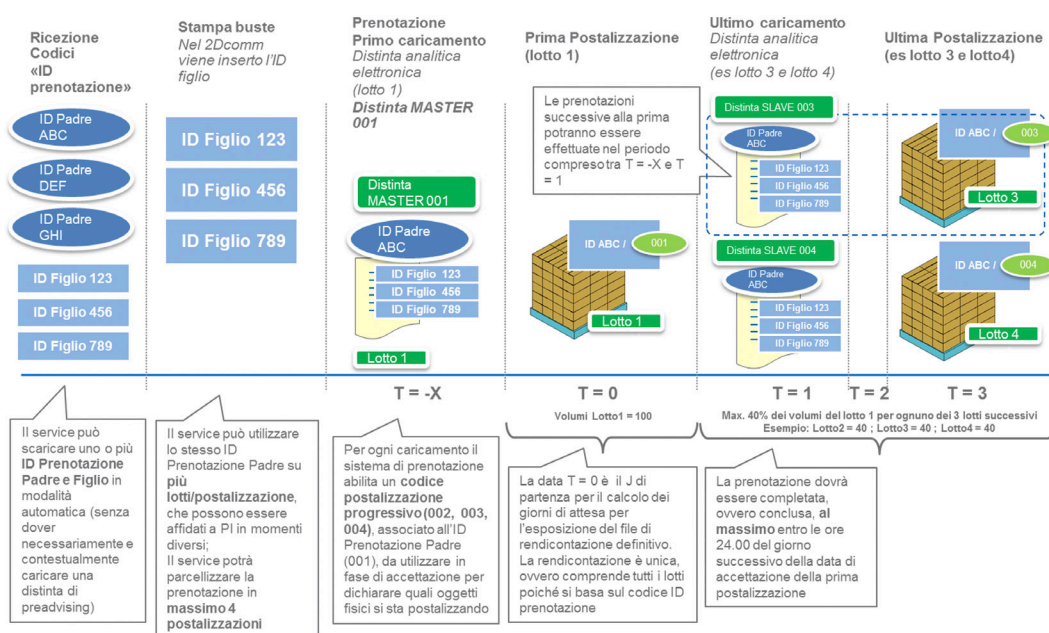 Ricezione
Codici
«ID
prenotazione»
ID Padre
ABC
ID Padre
DEF
ID Padre
GHI
ID Figlio 123
ID Figlio 456
ID Figlio 789
Stampa buste
Nel 2Dcomm
viene inserto l'ID
figlio
ID Figlio 123
ID Figlio 456
ID Figlio 789
Prenotazione
Primo caricamento
Distinta analitica
elettronica
(lotto 1)
Distinta MASTER
001
Distinta
MASTER 001
ID Padre
ABC
ID Figlio 123
ID Figlio 456
ID Figlio 789
Lotto 1
Prima Postalizzazione
(lotto 1)
Le prenotazioni
successive alla prima
potranno essere
effettuate nel periodo
compreso tra T = -X e T
= 1
ID ABC /
001
Lotto 1
Ultimo caricamento
Distinta analitica
elettronica
(es lotto 3 e lotto 4)
Distinta SLAVE 003
ID Padre
ABC
ID Figlio 123
ID Figlio 456
ID Figlio 789
Distinta SLAVE 004
ID Padre
ABC
ID Figlio 123
ID Figlio 456
ID Figlio 789
Ultima Postalizzazione
(es lotto 3 e lotto4)
ID ABC /
003
Lotto 3
ID ABC /
004
Lotto 4
T = -X
T = 0
T = 1
T = 2
T = 3
Volumi Lotto1 = 100
Max. 40% dei volumi del lotto 1 per ognuno dei 3 lotti successivi
Esempio: Lotto2 = 40 ; Lotto3 = 40 ; Lotto4 = 40
Il service può
scaricare uno o più
ID Prenotazione
Padre e Figlio in
modalità
automatica (senza
dover
necessariamente e
contestualmente
caricare una
distinta di
preadvising)
Il service può utilizzare
lo stesso ID
Prenotazione Padre su
più
lotti/postalizzazione,
che possono essere
affidati a PI in momenti
diversi;
Il service potrà
parcellizzare la
prenotazione in
massimo 4
postalizzazioni
Per ogni caricamento il
sistema di prenotazione
abilita un codice
postalizzazione
progressivo (002, 003,
004), associato all'ID
Prenotazione Padre
(001), da utilizzare in
fase di accettazione per
dichiarare quali oggetti
fisici si sta postalizzando
La data T = 0 è il J di
partenza per il calcolo dei
giorni di attesa per
l'esposizione del file di
rendicontazione definitivo.
La rendicontazione è unica,
ovvero comprende tutti i lotti
poiché si basa sul codice ID
prenotazione
La prenotazione dovrà
essere completata,
ovvero conclusa, al
massimo entro le ore
24.00 del giorno
successivo della data di
accettazione della prima
postalizzazione